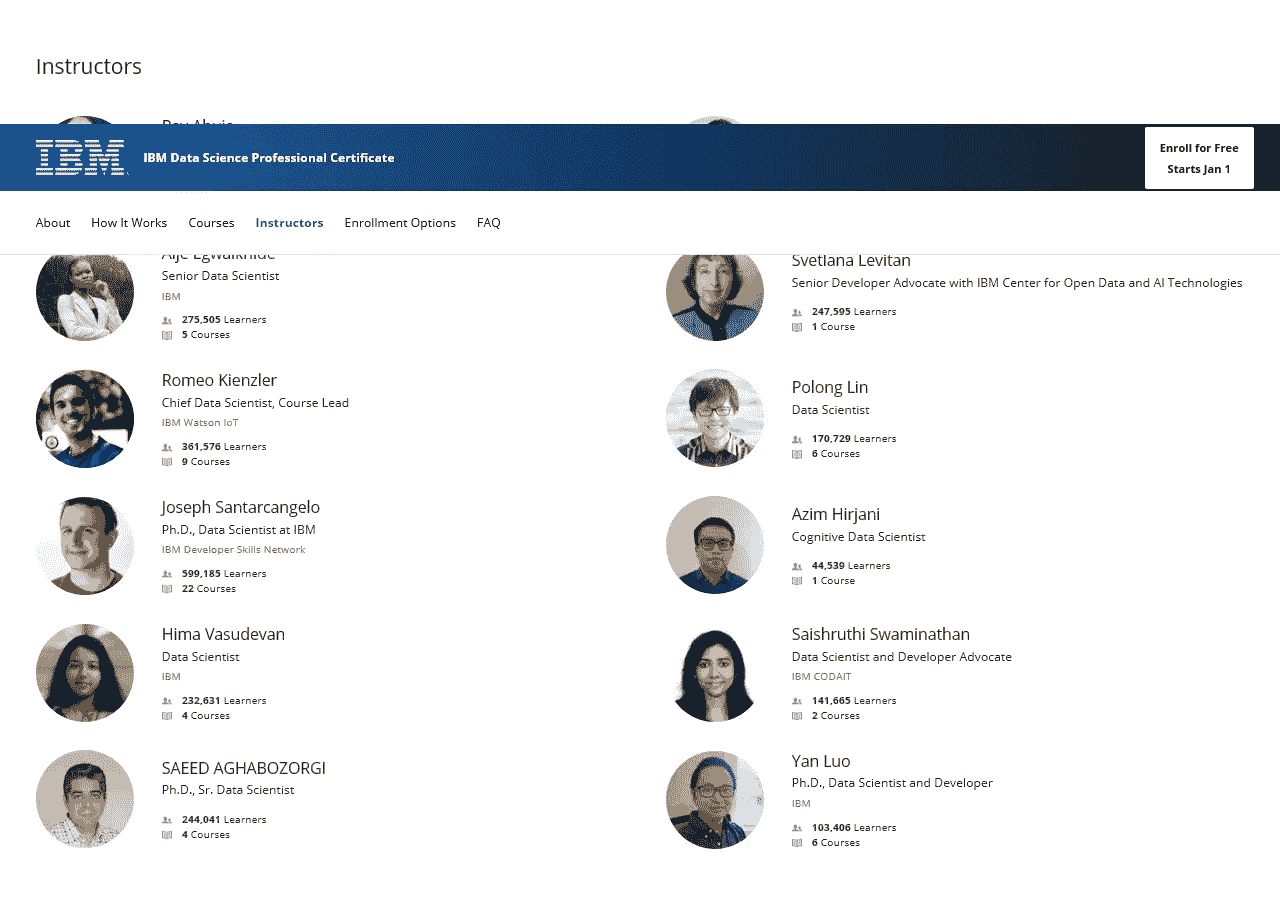 Instructors
IBM
IBM Data Science Professional Certificate
Enroll for Free
Starts Jan 1
About How It Works Courses Instructors Enrollment Options FAQ
Senior Data Scientist
IBM
275,505 Learners
5 Courses
Svetlana Levitan
Senior Developer Advocate with IBM Center for Open Data and AI Technologies
247,595 Learners
1 Course
Romeo Kienzler
Chief Data Scientist, Course Lead
IBM Watson IoT
361,576 Learners
9 Courses
Polong Lin
Data Scientist
170,729 Learners
6 Courses
Joseph Santarcangelo
Ph.D., Data Scientist at IBM
IBM Developer Skills Network
599,185 Learners
22 Courses
Azim Hirjani
Cognitive Data Scientist
44,539 Learners
1 Course
Hima Vasudevan
Data Scientist
IBM
232,631 Learners
4 Courses
Saishruthi Swaminathan
Data Scientist and Developer Advocate
IBM CODAIT
141,665 Learners
2 Courses
SAEED AGHABOZORGI
Ph.D., Sr. Data Scientist
244,041 Learners
4 Courses
Yan Luo
Ph.D., Data Scientist and Developer
IBM
103,406 Learners
6 Courses